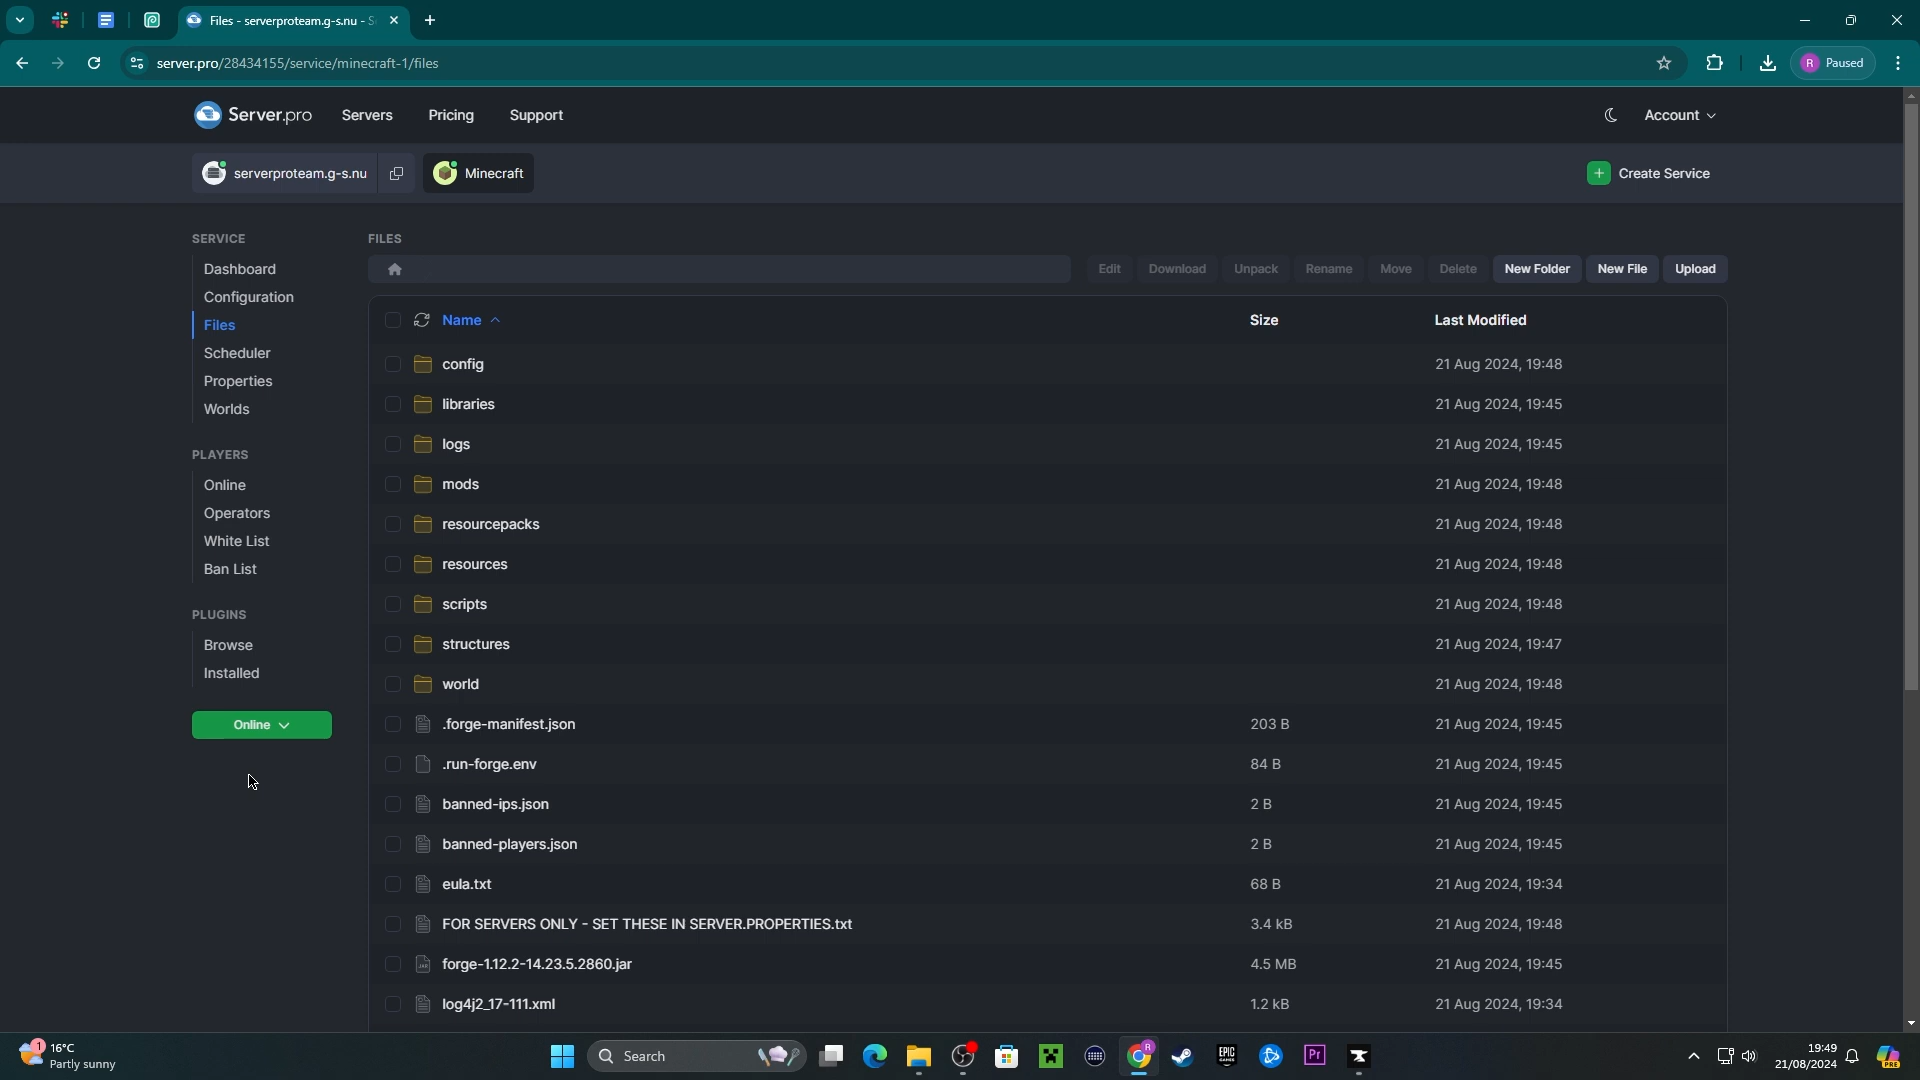 Files - serverproteam.g-s.nu - S
server.pro/28434155/service/minecraft-1/files
R Paused
Server.pro Servers Pricing Support Account
serverproteam.g-s.nu Minecraft Create Service
SERVICE
Dashboard
Configuration
Files
Scheduler
Properties
Worlds
PLAYERS
Online
Operators
White List
Ban List
PLUGINS
Browse
Installed
Online
FILES
Edit Download Unpack Rename Move Delete New Folder New File Upload
Name Size Last Modified
config 21 Aug 2024, 19:48
libraries 21 Aug 2024, 19:45
logs 21 Aug 2024, 19:45
mods 21 Aug 2024, 19:48
resourcepacks 21 Aug 2024, 19:48
resources 21 Aug 2024, 19:48
scripts 21 Aug 2024, 19:48
structures 21 Aug 2024, 19:47
world 21 Aug 2024, 19:48
.forge-manifest.json 203 B 21 Aug 2024, 19:45
.run-forge.env 84 B 21 Aug 2024, 19:45
banned-ips.json 2 B 21 Aug 2024, 19:45
banned-players.json 2 B 21 Aug 2024, 19:45
eula.txt 68 B 21 Aug 2024, 19:34
FOR SERVERS ONLY - SET THESE IN SERVER.PROPERTIES.txt 3.4 kB 21 Aug 2024, 19:48
forge-1.12.2-14.23.5.2860.jar 4.5 MB 21 Aug 2024, 19:45
log4j2_17-111.xml 1.2 kB 21 Aug 2024, 19:34
1 16°C
Partly sunny
Search
R
EPIC GAMES
Pr
19:49
21/08/2024
PRE